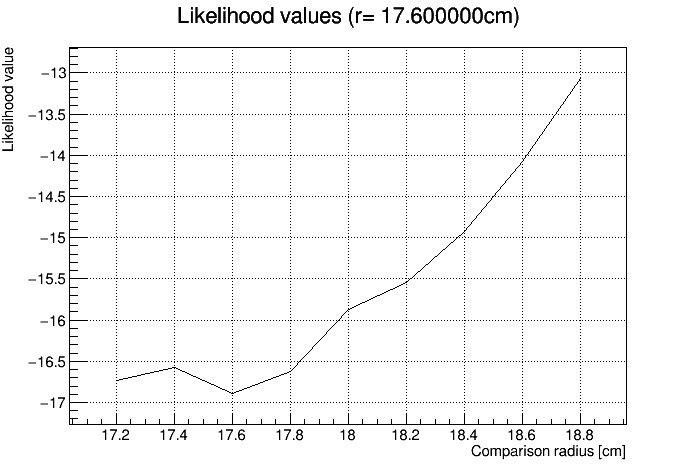 Likelihood values (r= 17.600000cm)
Likelihood value
−13
−13.5
−14
−14.5
−15
−15.5
−16
−16.5
−17
17.2 17.4 17.6 17.8 18 18.2 18.4 18.6 18.8
Comparison radius [cm]